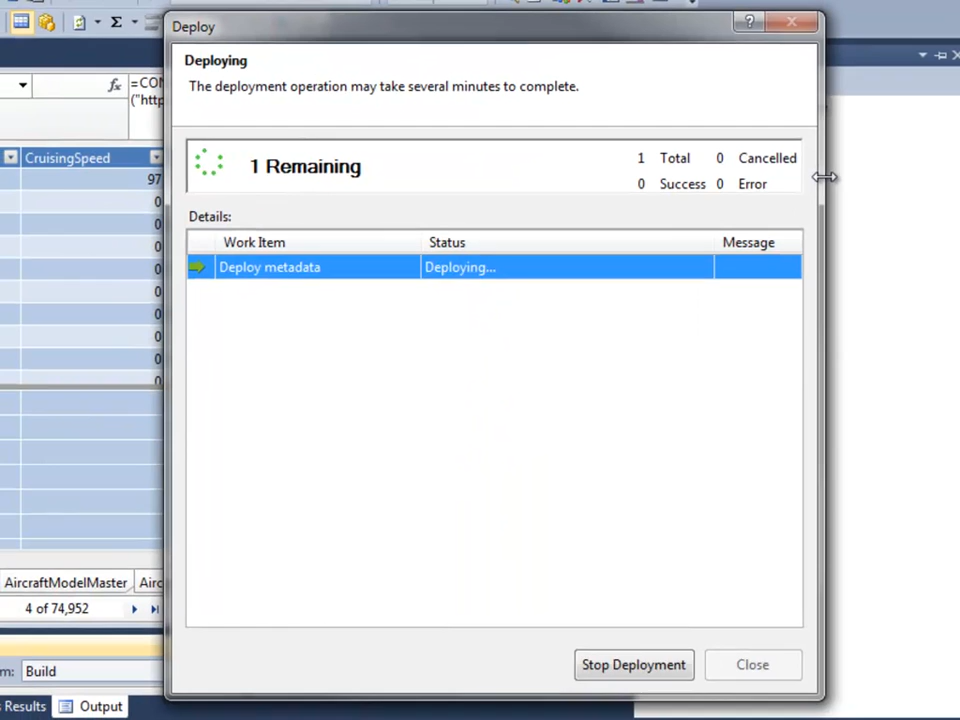 Σ
Deploy
?
Deploying
The deployment operation may take several minutes to complete.
fx
=CON
("http
1 Remaining
1 Total 0 Cancelled
0 Success 0 Error
CruisingSpeed
97
0
0
0
0
0
0
0
0
0
Details:
Work Item Status Message
Deploy metadata Deploying...
AircraftModelMaster Airc
4 of 74,952
m: Build
Stop Deployment Close
s Results Output